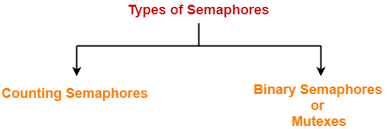 Types of Semaphores
Counting Semaphores
Binary Semaphores
or
Mutexes